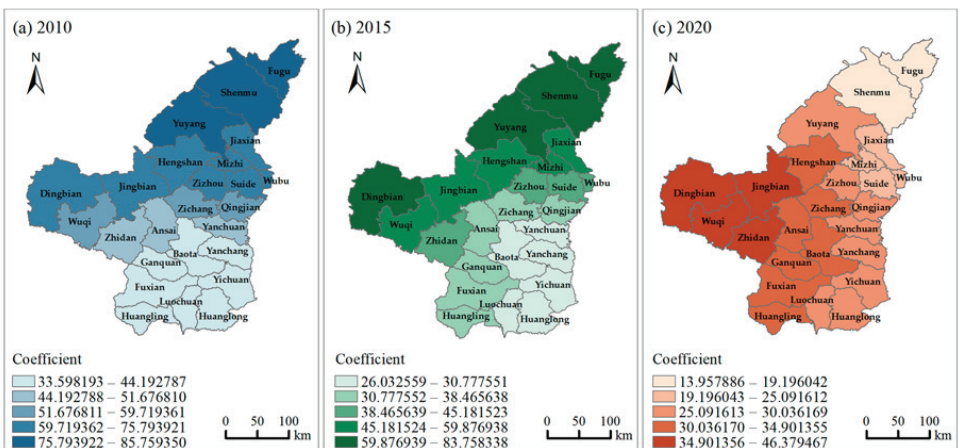 (a) 2010
N
Fugu
Shenmu
Yuyang
Jiaxian
Hengshan
Mizhi
Dingbian
Jingbian
Zizhou
Suide
Wubu
Wuqi
Zichang
Qingjian
Zhidan
Ansai
Yanchuan
Baota
Yanchang
Ganquan
Yichuan
Fuxian
Luochuan
Huangling
Huanglong
Coefficient
33.598193 – 44.192787
44.192788 – 51.676810
51.676811 – 59.719361
59.719362 – 75.793921
75.793922 – 85.759350
0 50 100
km
(b) 2015
N
Fugu
Shenmu
Yuyang
Jiaxian
Hengshan
Mizhi
Dingbian
Jingbian
Zizhou
Suide
Wubu
Wuqi
Zichang
Qingjian
Zhidan
Ansai
Yanchuan
Baota
Yanchang
Ganquan
Yichuan
Fuxian
Luochuan
Huangling
Huanglong
Coefficient
26.032559 – 30.777551
30.777552 – 38.465638
38.465639 – 45.181523
45.181524 – 59.876938
59.876939 – 83.758338
0 50 100
km
(c) 2020
N
Fugu
Shenmu
Yuyang
Jiaxian
Hengshan
Mizhi
Dingbian
Jingbian
Zizhou
Suide
Wubu
Wuqi
Zichang
Qingjian
Zhidan
Ansai
Yanchuan
Baota
Yanchang
Ganquan
Yichuan
Fuxian
Luochuan
Huangling
Huanglong
Coefficient
13.957886 – 19.196042
19.196043 – 25.091612
25.091613 – 30.036169
30.036170 – 34.901355
34.901356 – 46.379467
0 50 100
km